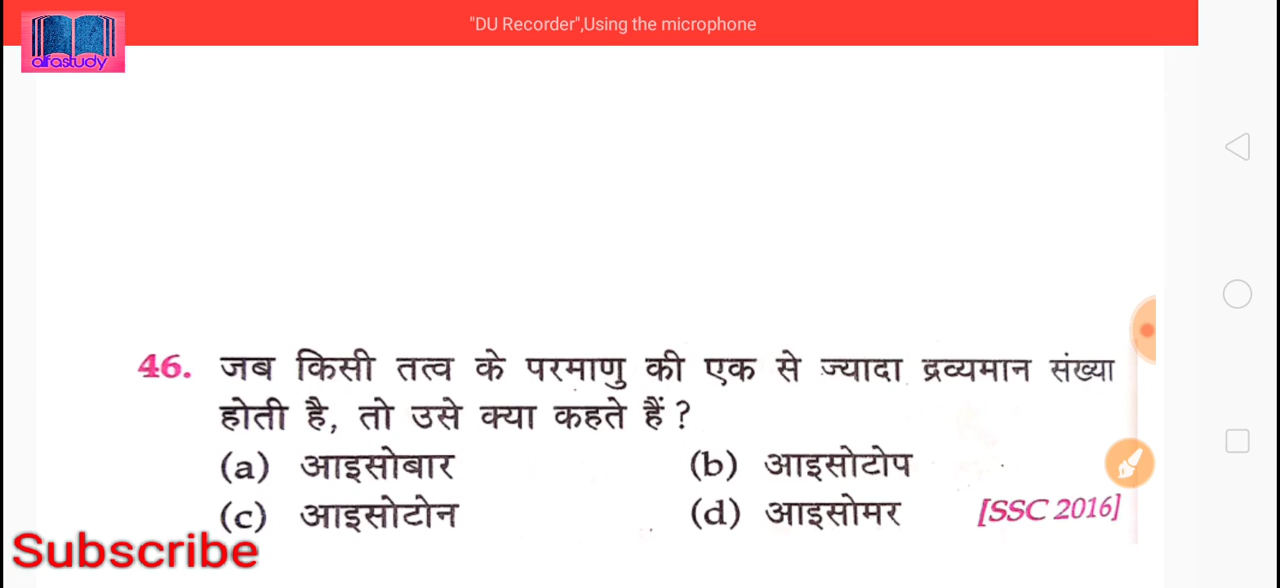 "DU Recorder",Using the microphone
alfastudy
46. जब किसी तत्व के परमाणु की एक से ज्यादा द्रव्यमान संख्या
होती है, तो उसे क्या कहते हैं ?
(a) आइसोबार (b) आइसोटोप
(c) आइसोटोन (d) आइसोमर [SSC 2016]
Subscribe